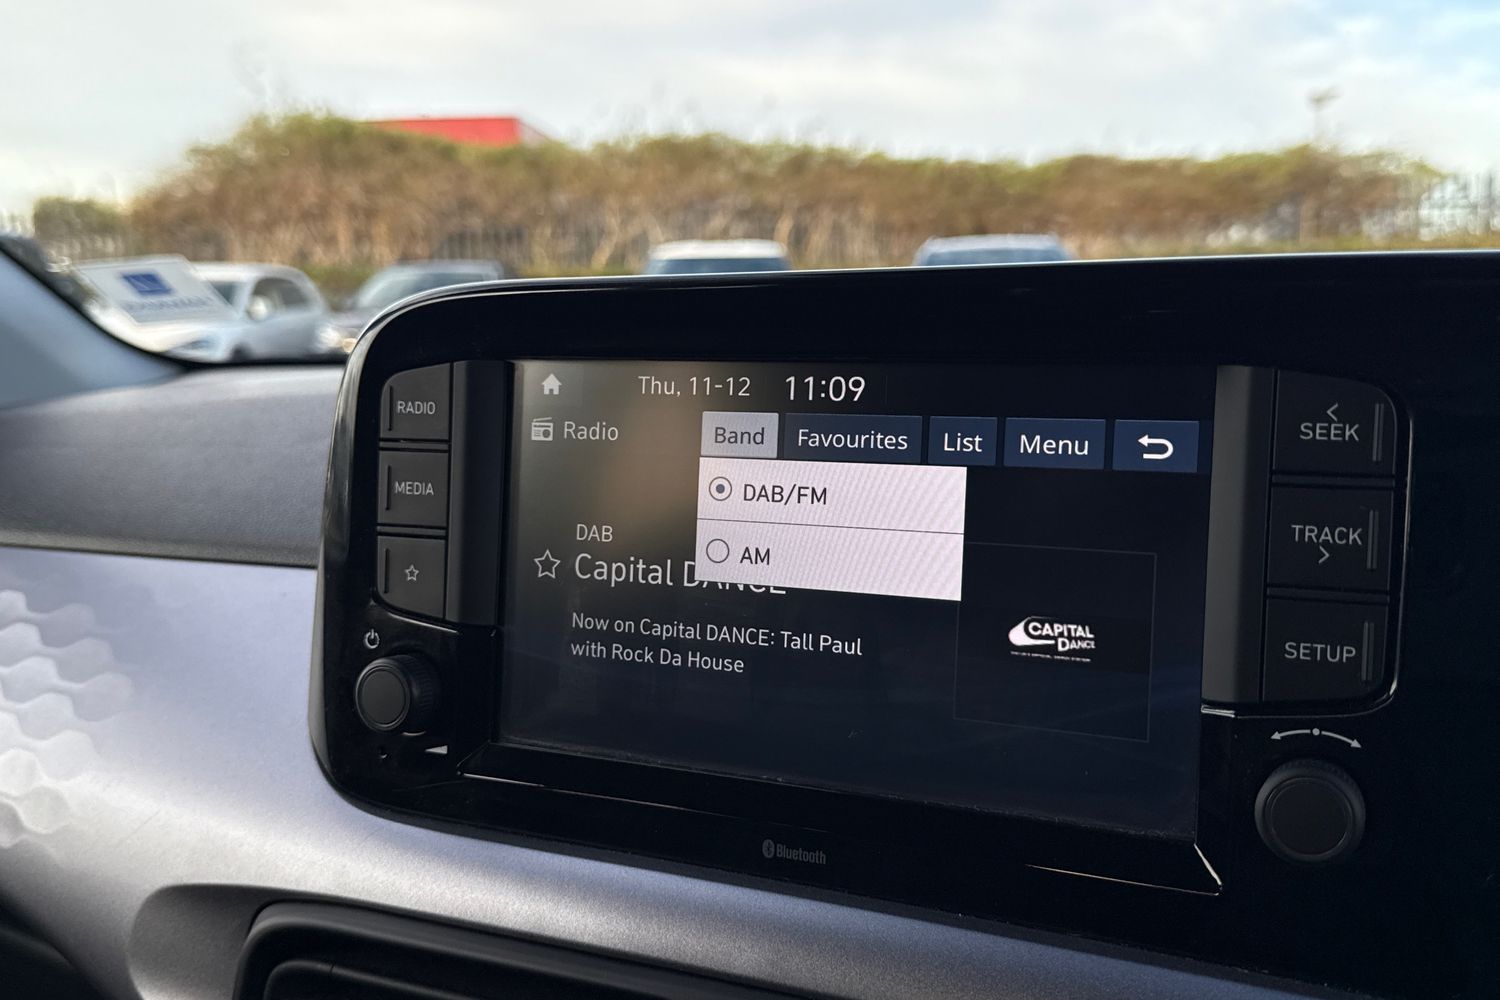 Thu, 11-12 11:09
Radio
Band Favourites List Menu
DAB/FM
AM
DAB
Capital DANCE
Now on Capital DANCE: Tall Paul
with Rock Da House
CAPITAL
DANCE
RADIO
MEDIA
SEEK
TRACK
SETUP
Bluetooth